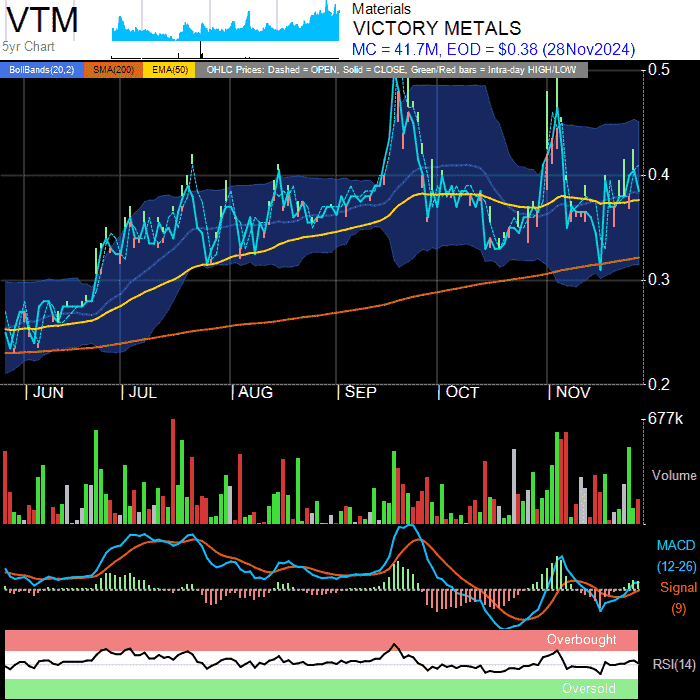 VTM
5yr Chart
Materials
VICTORY METALS
MC = 41.7M, EOD = $0.38 (28Nov2024)
BollBands(20,2) SMA(200) EMA(50) OHLC Prices: Dashed = OPEN, Solid = CLOSE, Green/Red bars = Intra-day HIGH/LOW
0.5
0.4
0.3
0.2
JUN JUL AUG SEP OCT NOV
677k
Volume
MACD
(12-26)
Signal
(9)
Overbought
RSI(14)
Oversold